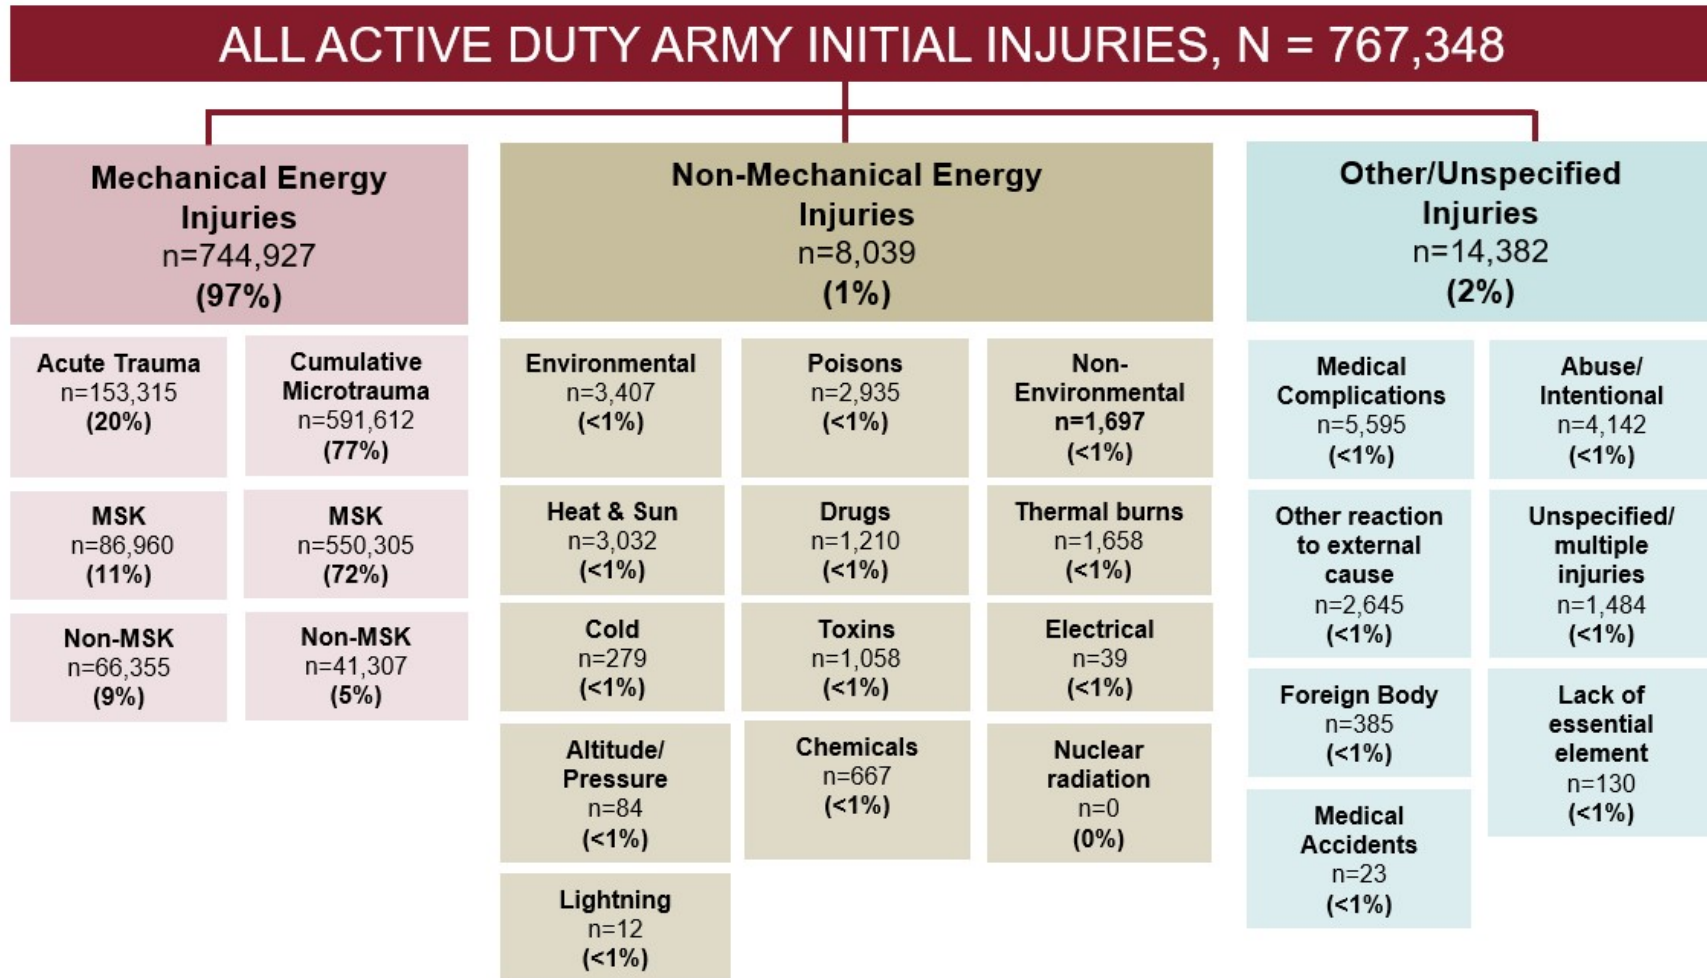 ALL ACTIVE DUTY ARMY INITIAL INJURIES, N = 767,348
Mechanical Energy
Injuries
n=744,927
(97%)
Acute Trauma
n=153,315
(20%)
Cumulative
Microtrauma
n=591,612
(77%)
MSK
n=86,960
(11%)
MSK
n=550,305
(72%)
Non-MSK
n=66,355
(9%)
Non-MSK
n=41,307
(5%)
Non-Mechanical Energy
Injuries
n=8,039
(1%)
Environmental
n=3,407
(<1%)
Poisons
n=2,935
(<1%)
Non-
Environmental
n=1,697
(<1%)
Heat & Sun
n=3,032
(<1%)
Drugs
n=1,210
(<1%)
Thermal burns
n=1,658
(<1%)
Cold
n=279
(<1%)
Toxins
n=1,058
(<1%)
Electrical
n=39
(<1%)
Altitude/
Pressure
n=84
(<1%)
Chemicals
n=667
(<1%)
Nuclear
radiation
n=0
(0%)
Lightning
n=12
(<1%)
Other/Unspecified
Injuries
n=14,382
(2%)
Medical
Complications
n=5,595
(<1%)
Abuse/
Intentional
n=4,142
(<1%)
Other reaction
to external
cause
n=2,645
(<1%)
Unspecified/
multiple
injuries
n=1,484
(<1%)
Foreign Body
n=385
(<1%)
Lack of
essential
element
n=130
(<1%)
Medical
Accidents
n=23
(<1%)